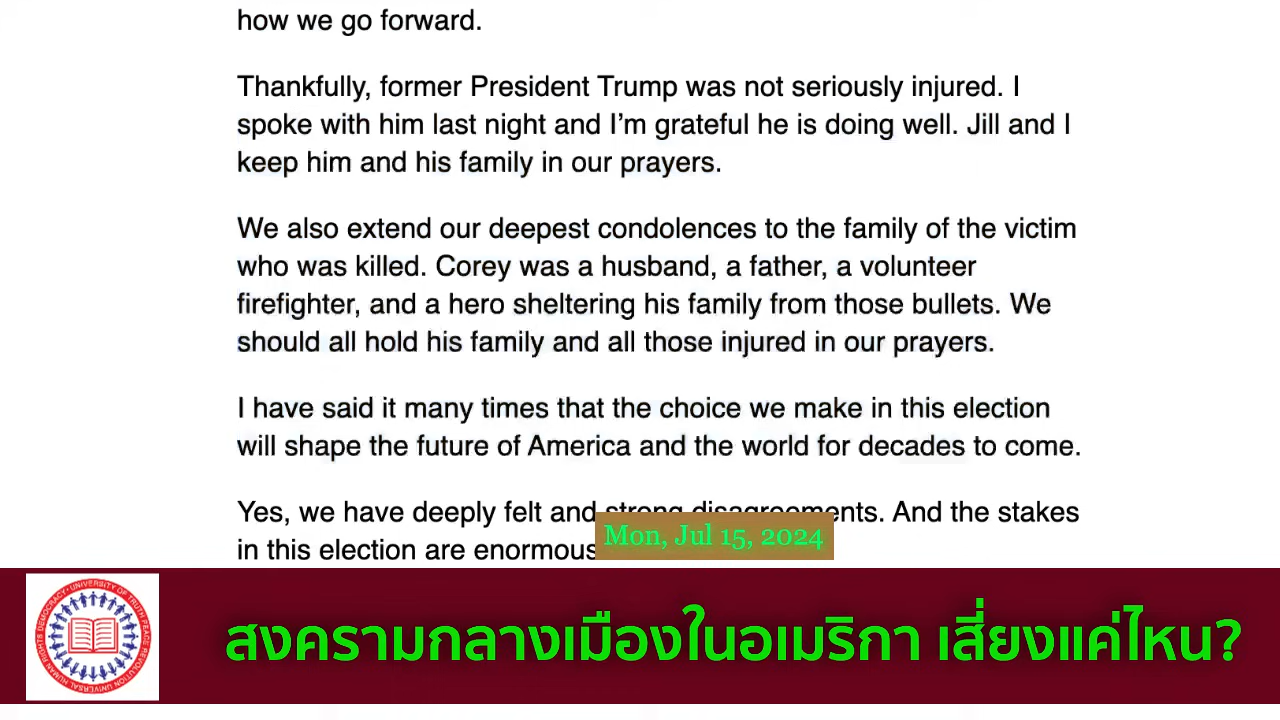 how we go forward.
Thankfully, former President Trump was not seriously injured. I
spoke with him last night and I’m grateful he is doing well. Jill and I
keep him and his family in our prayers.
We also extend our deepest condolences to the family of the victim
who was killed. Corey was a husband, a father, a volunteer
firefighter, and a hero sheltering his family from those bullets. We
should all hold his family and all those injured in our prayers.
I have said it many times that the choice we make in this election
will shape the future of America and the world for decades to come.
Yes, we have deeply felt and strong disagreements. And the stakes
in this election are enormous
Mon, Jul 15, 2024
สงครามกลางเมืองในอเมริกา เสี่ยงแค่ไหน?